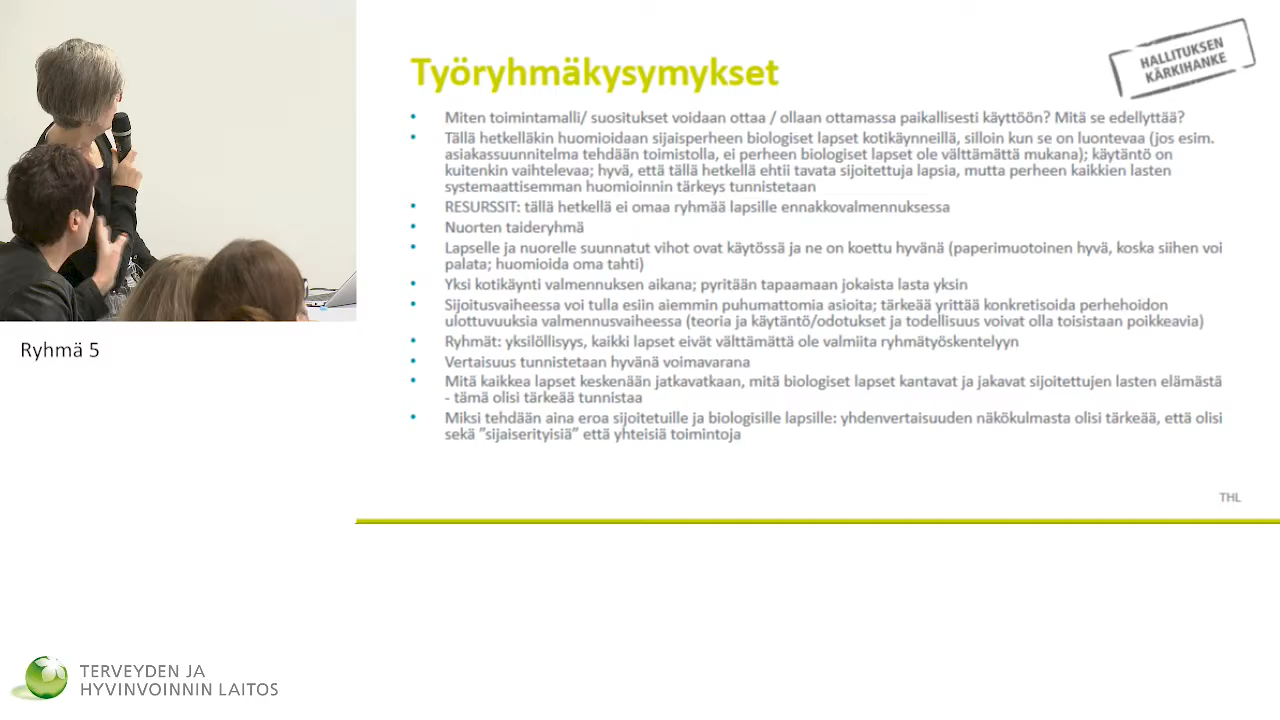 Työryhmäkysymykset
HALLITUKSEN
KÄRKIHANKE
• Miten toimintamalli/ suositukset voidaan ottaa / ollaan ottamassa paikallisesti käyttöön? Mitä se edellyttää?
• Tällä hetkelläkin huomioidaan sijaisperheen biologiset lapset kotikäynneillä, silloin kun se on luontevaa (jos esim.
asiakassuunnitelma tehdään toimistolla, ei perheen biologiset lapset ole välttämättä mukana); käytäntö on
kuitenkin vaihtelevaa; hyvä, että tällä hetkellä ehtii tavata sijoitettuja lapsia, mutta perheen kaikkien lasten
systemaattisemman huomioinnin tärkeys tunnistetaan
• RESURSSIT: tällä hetkellä ei omaa ryhmää lapsille ennakkovalmennuksessa
• Nuorten taideryhmä
• Lapselle ja nuorelle suunnatut vihot ovat käytössä ja ne on koettu hyvänä (paperimuotoinen hyvä, koska siihen voi
palata; huomioida oma tahti)
• Yksi kotikäynti valmennuksen aikana; pyritään tapaamaan jokaista lasta yksin
• Sijoitusvaiheessa voi tulla esiin aiemmin puhumattomia asioita; tärkeää yrittää konkretisoida perhehoidon
ulottuvuuksia valmennusvaiheessa (teoria ja käytäntö/odotukset ja todellisuus voivat olla toisistaan poikkeavia)
• Ryhmät: yksilöllisyys, kaikki lapset eivät välttämättä ole valmiita ryhmätyöskentelyyn
• Vertaisuus tunnistetaan hyvänä voimavarana
• Mitä kaikkea lapset keskenään jatkavatkaan, mitä biologiset lapset kantavat ja jakavat sijoitettujen lasten elämästä
- tämä olisi tärkeää tunnistaa
• Miksi tehdään aina eroa sijoitetuille ja biologisille lapsille: yhdenvertaisuuden näkökulmasta olisi tärkeää, että olisi
sekä ”sijaiserityisiä” että yhteisiä toimintoja
THL
Ryhmä 5
TERVEYDEN JA
HYVINVOINNIN LAITOS